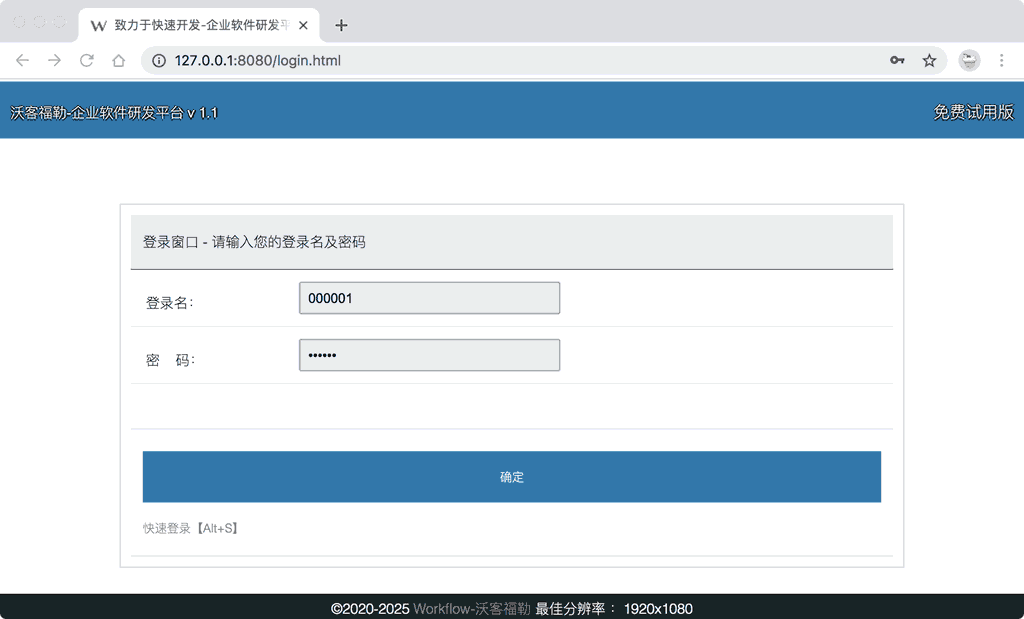 致力于快速开发-企业软件研发平
127.0.0.1:8080/login.html
沃客福勒-企业软件研发平台 v 1.1
免费试用版
登录窗口 - 请输入您的登录名及密码
登录名: 000001
密 码: ••••••
确定
快速登录【Alt+S】
©2020-2025 Workflow-沃客福勒 最佳分辨率： 1920x1080